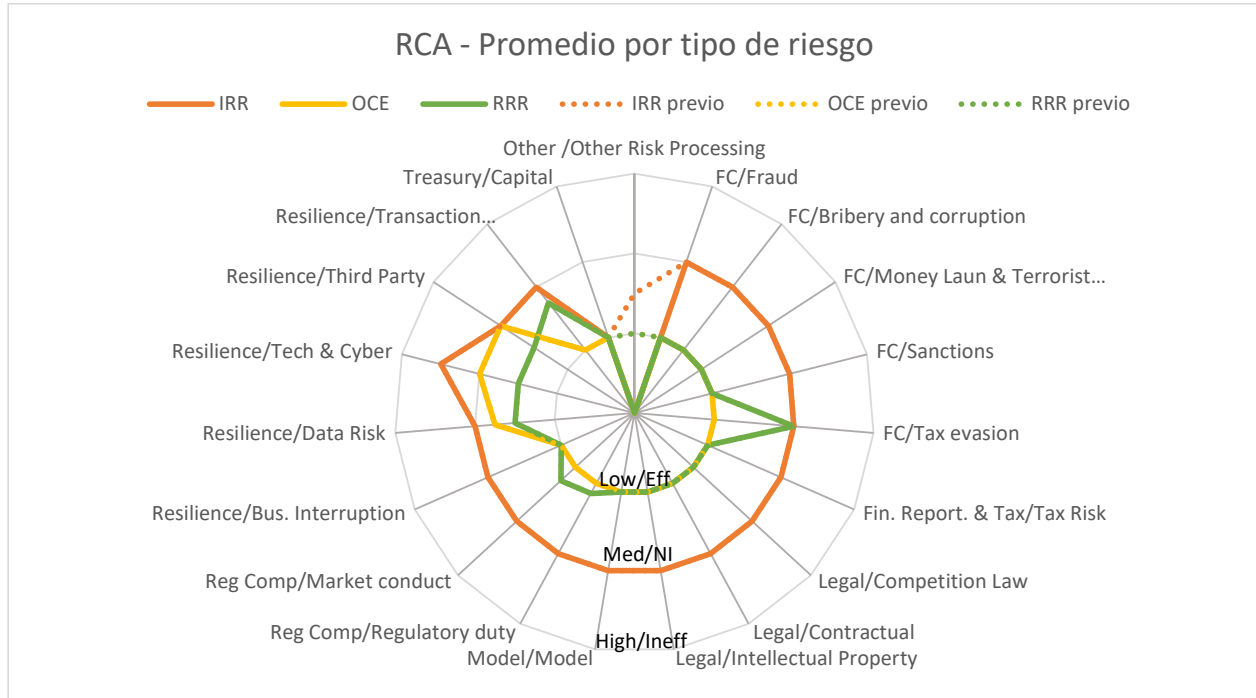 RCA - Promedio por tipo de riesgo
IRR OCE RRR IRR previo OCE previo RRR previo
Other /Other Risk Processing
FC/Fraud
FC/Bribery and corruption
FC/Money Laun & Terrorist...
FC/Sanctions
FC/Tax evasion
Fin. Report. & Tax/Tax Risk
Legal/Competition Law
Legal/Contractual
Legal/Intellectual Property
Model/Model
Reg Comp/Regulatory duty
Reg Comp/Market conduct
Resilience/Bus. Interruption
Resilience/Data Risk
Resilience/Tech & Cyber
Resilience/Third Party
Resilience/Transaction...
Treasury/Capital
Low/Eff
Med/NI
High/Ineff